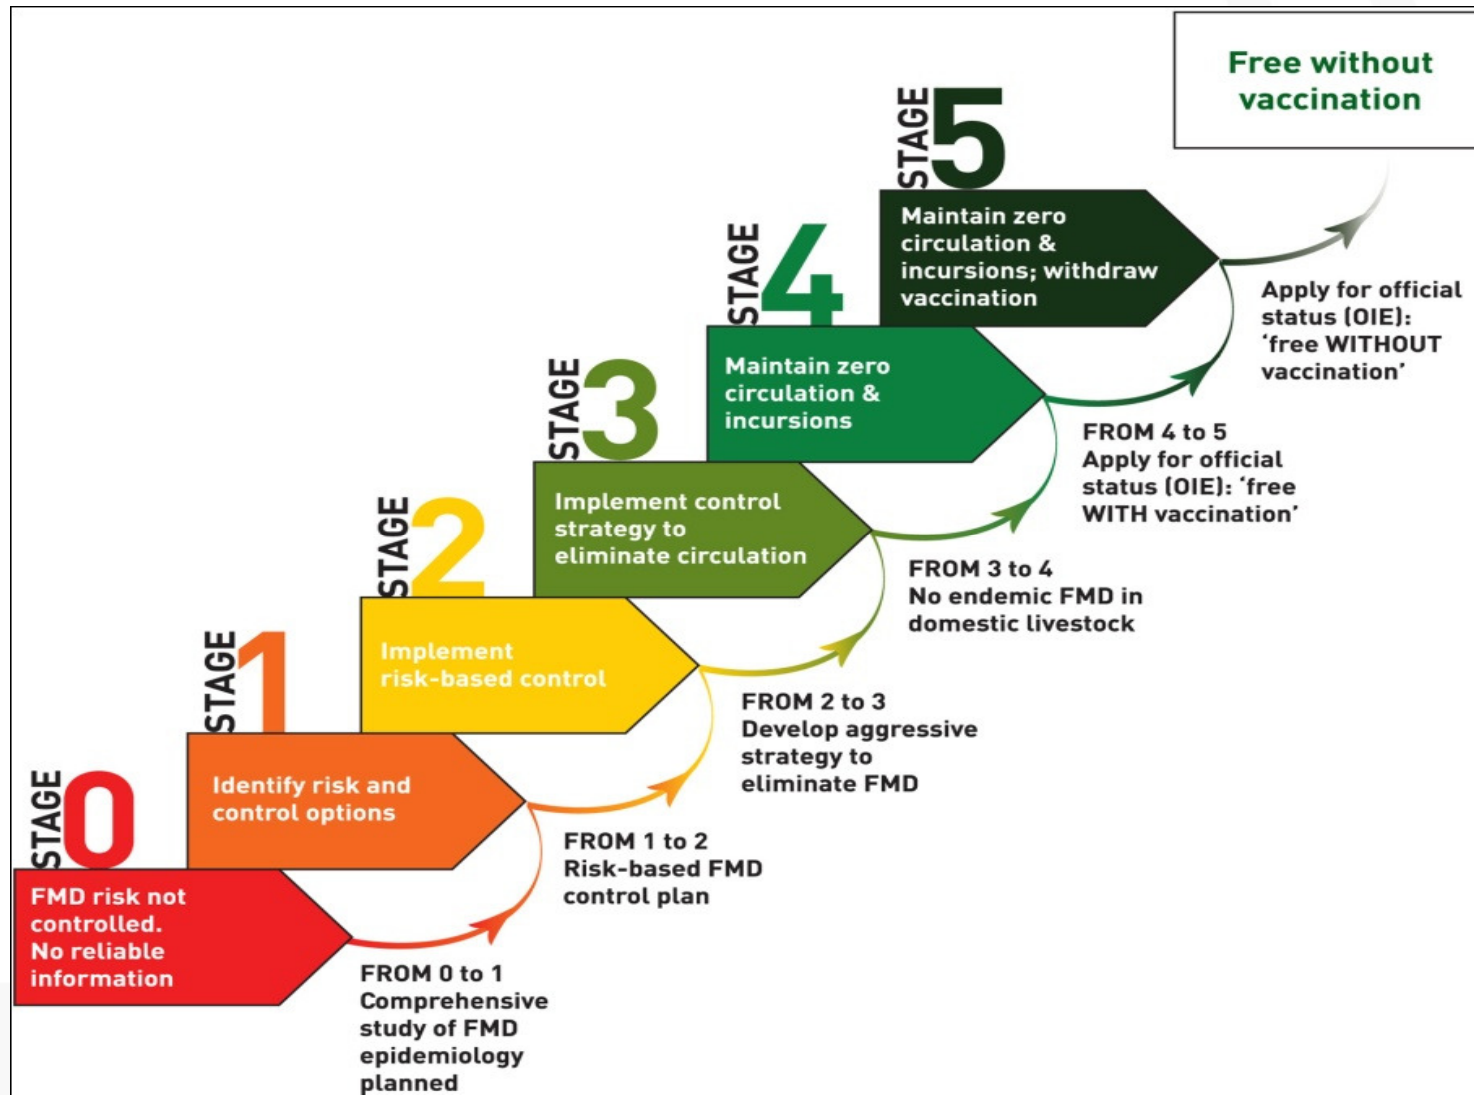 Free without
vaccination
STAGE 5
Maintain zero
circulation &
incursions; withdraw
vaccination
Apply for official
status (OIE):
‘free WITHOUT
vaccination’
STAGE 4
Maintain zero
circulation &
incursions
FROM 4 to 5
Apply for official
status (OIE): ‘free
WITH vaccination’
STAGE 3
Implement control
strategy to
eliminate circulation
FROM 3 to 4
No endemic FMD in
domestic livestock
STAGE 2
Implement
risk-based control
FROM 2 to 3
Develop aggressive
strategy to
eliminate FMD
STAGE 1
Identify risk and
control options
FROM 1 to 2
Risk-based FMD
control plan
STAGE 0
FMD risk not
controlled.
No reliable
information
FROM 0 to 1
Comprehensive
study of FMD
epidemiology
planned